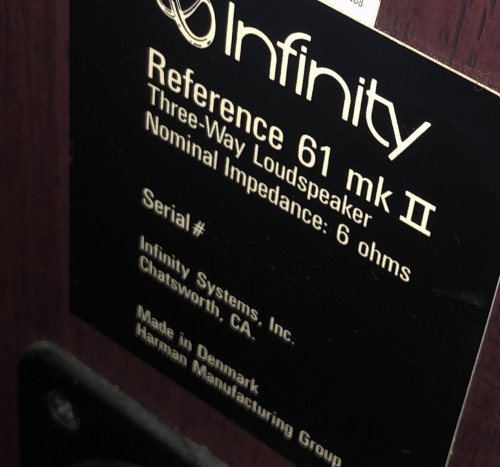 Infinity
Reference 61 mk II
Three-Way Loudspeaker
Nominal Impedance: 6 ohms
Serial#
Infinity Systems, Inc.
Chatsworth, CA.
Made in Denmark
Harman Manufacturing Group